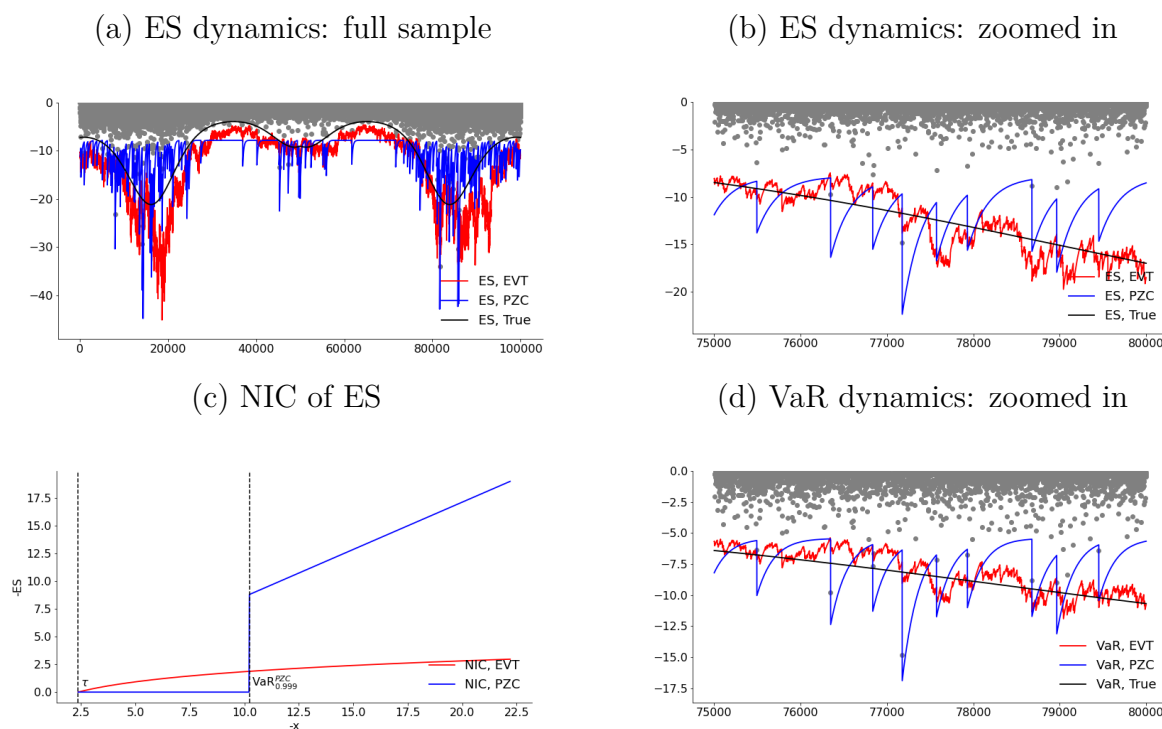 (a) ES dynamics: full sample
(b) ES dynamics: zoomed in
0
−10
−20
−30
−40
ES, EVT
ES, PZC
ES, True
0 20000 40000 60000 80000 100000
0
−5
−10
−15
−20
ES, EVT
ES, PZC
ES, True
75000 76000 77000 78000 79000 80000
(c) NIC of ES
(d) VaR dynamics: zoomed in
-ES
17.5
15.0
12.5
10.0
7.5
5.0
2.5
0.0
τ
VaR^{PZC}_{0.999}
NIC, EVT
NIC, PZC
2.5 5.0 7.5 10.0 12.5 15.0 17.5 20.0 22.5
-x
0.0
−2.5
−5.0
−7.5
−10.0
−12.5
−15.0
−17.5
VaR, EVT
VaR, PZC
VaR, True
75000 76000 77000 78000 79000 80000